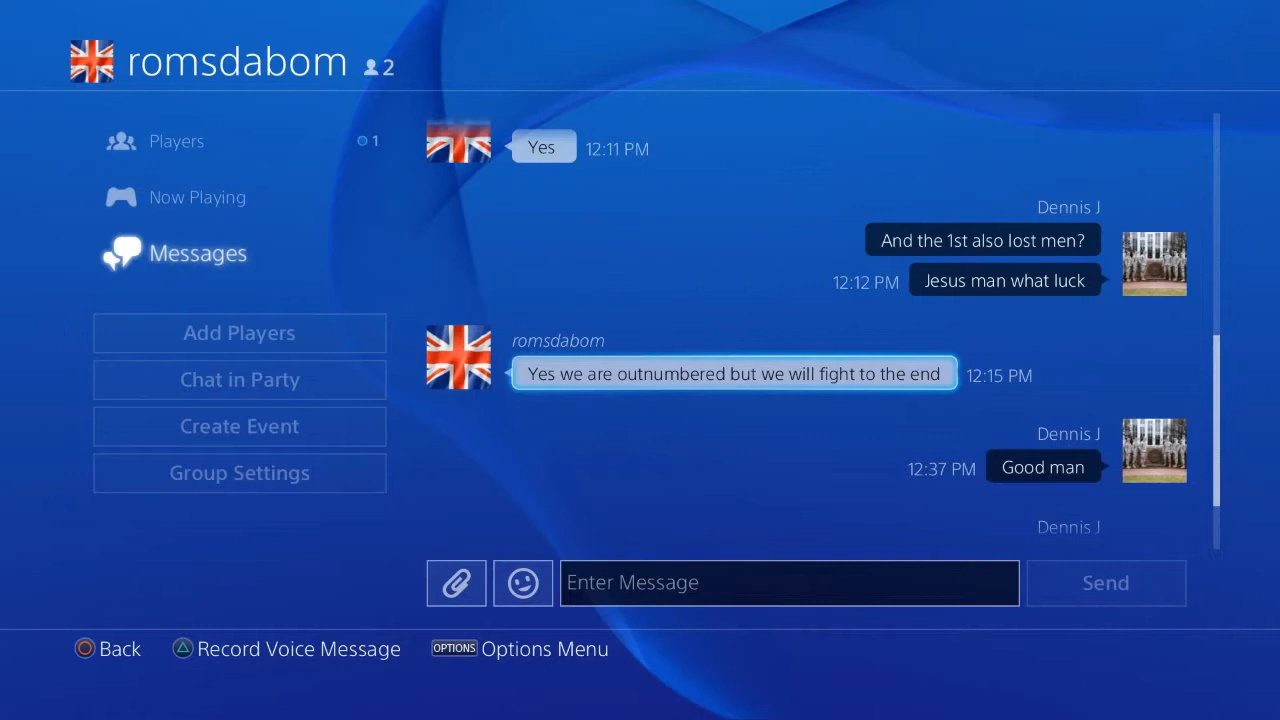 romsdabom 2
Players 1
Now Playing
Messages
Add Players
Chat in Party
Create Event
Group Settings
Yes 12:11 PM
Dennis J
And the 1st also lost men?
12:12 PM Jesus man what luck
romsdabom
Yes we are outnumbered but we will fight to the end 12:15 PM
Dennis J
12:37 PM Good man
Dennis J
Enter Message Send
Back Record Voice Message OPTIONS Options Menu